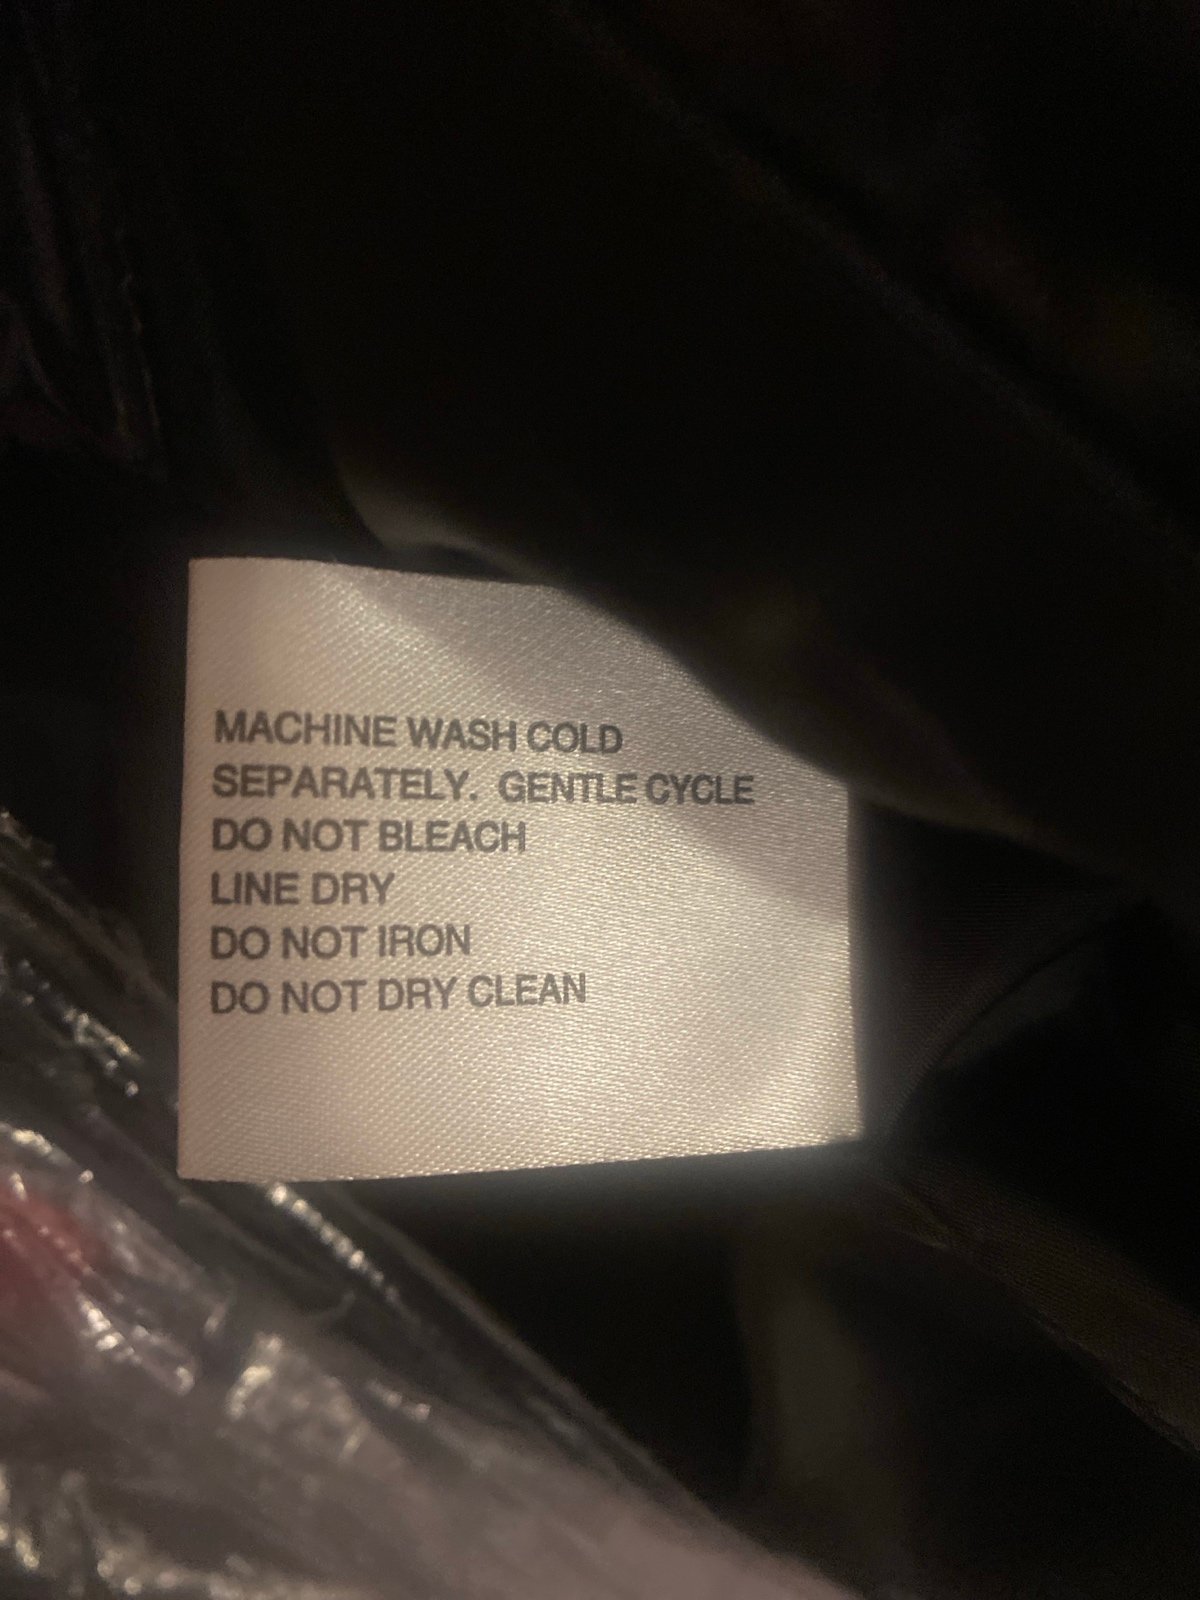 MACHINE WASH COLD
SEPARATELY. GENTLE CYCLE
DO NOT BLEACH
LINE DRY
DO NOT IRON
DO NOT DRY CLEAN